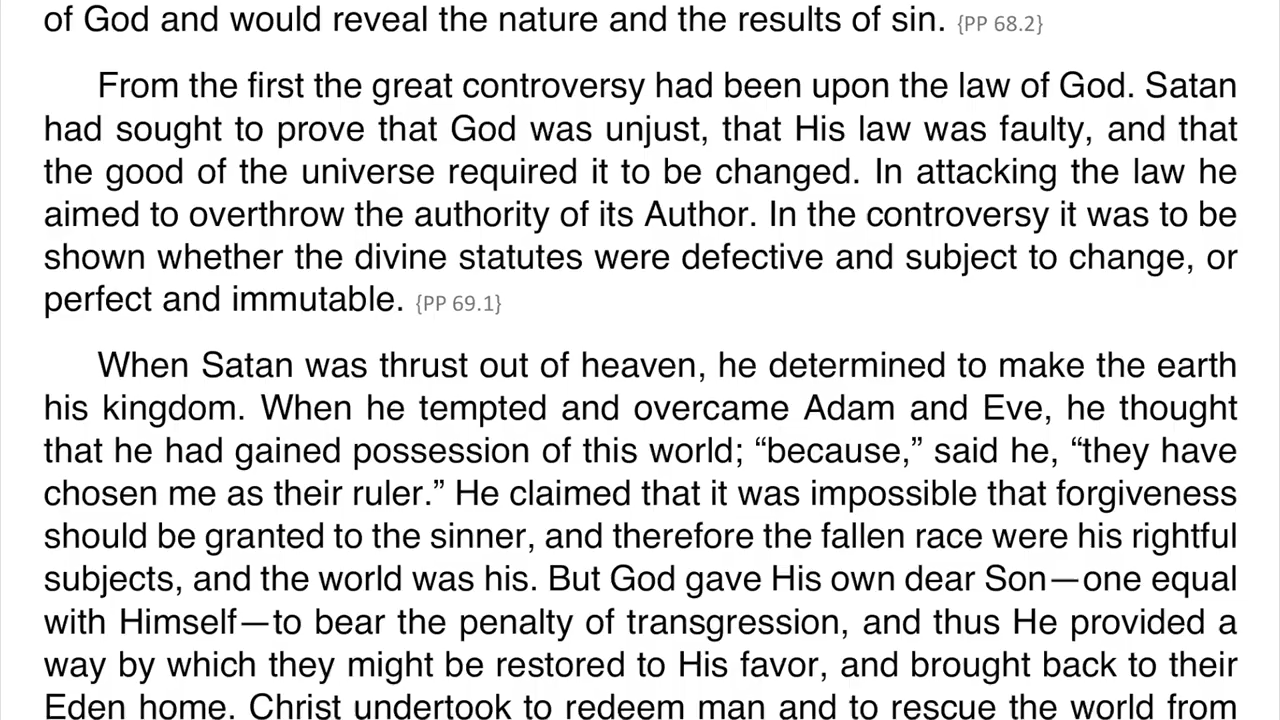 of God and would reveal the nature and the results of sin. {PP 68.2}
From the first the great controversy had been upon the law of God. Satan
had sought to prove that God was unjust, that His law was faulty, and that
the good of the universe required it to be changed. In attacking the law he
aimed to overthrow the authority of its Author. In the controversy it was to be
shown whether the divine statutes were defective and subject to change, or
perfect and immutable. {PP 69.1}
When Satan was thrust out of heaven, he determined to make the earth
his kingdom. When he tempted and overcame Adam and Eve, he thought
that he had gained possession of this world; “because,” said he, “they have
chosen me as their ruler.” He claimed that it was impossible that forgiveness
should be granted to the sinner, and therefore the fallen race were his rightful
subjects, and the world was his. But God gave His own dear Son—one equal
with Himself—to bear the penalty of transgression, and thus He provided a
way by which they might be restored to His favor, and brought back to their
Eden home. Christ undertook to redeem man and to rescue the world from